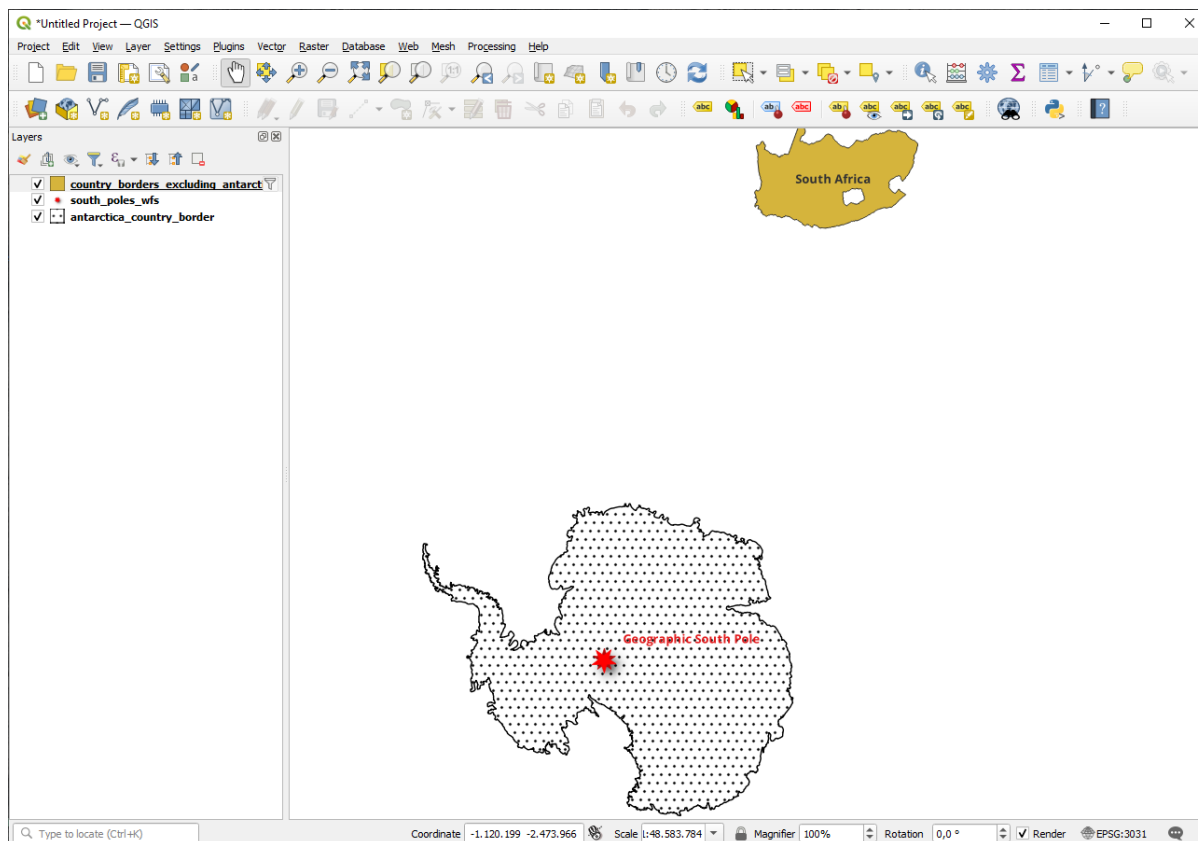 *Untitled Project — QGIS
Project Edit View Layer Settings Plugins Vector Raster Database Web Mesh Processing Help
Layers
country_borders_excluding_antarct
south_poles_wfs
antarctica_country_border
South Africa
Geographic South Pole
Type to locate (Ctrl+K)
Coordinate -1.120.199 -2.473.966 Scale 1:48.583.784 Magnifier 100% Rotation 0,0 ° Render EPSG:3031